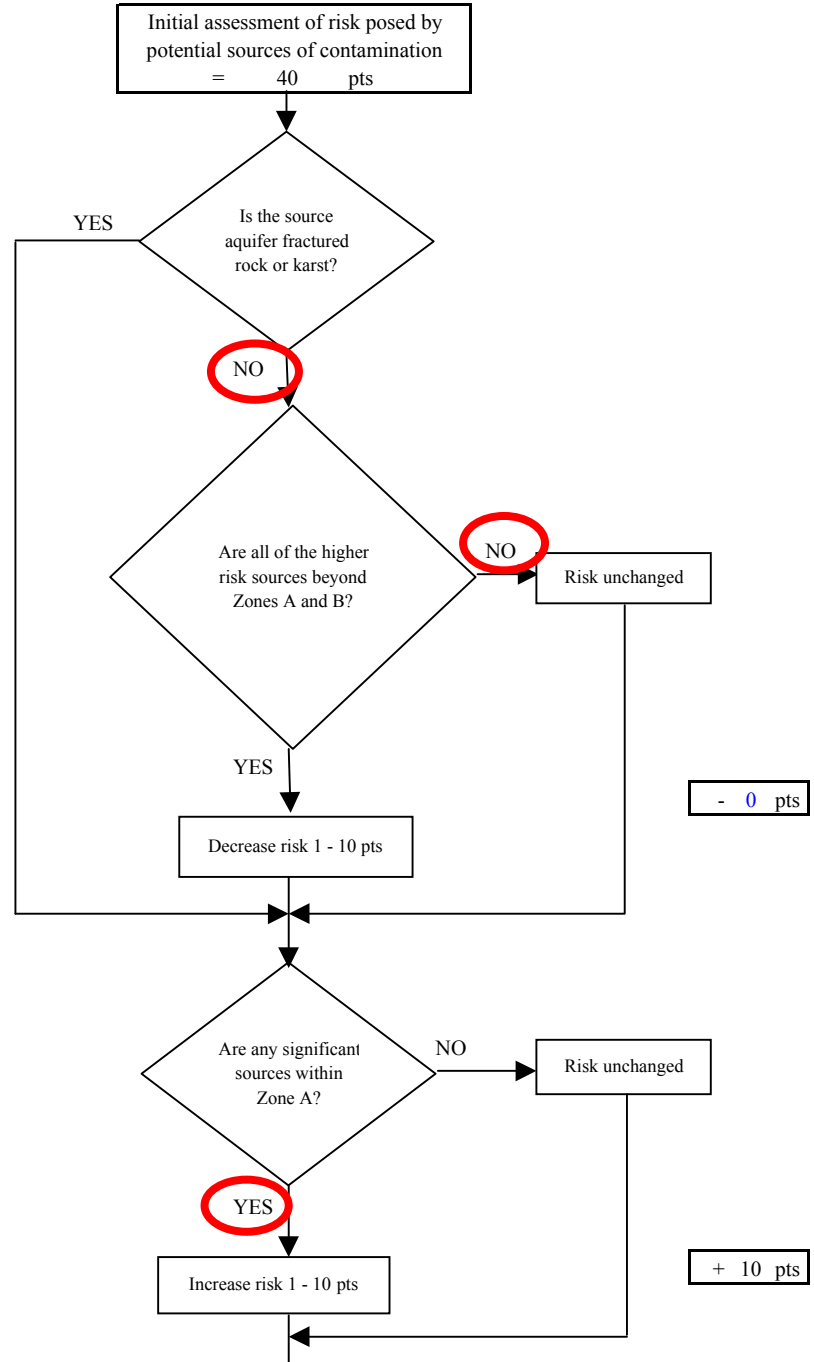 Initial assessment of risk posed by
potential sources of contamination
= 40 pts
YES
Is the source
aquifer fractured
rock or karst?
NO
Are all of the higher
risk sources beyond
Zones A and B?
NO
Risk unchanged
YES
- 0 pts
Decrease risk 1 - 10 pts
Are any significant
sources within
Zone A?
NO
Risk unchanged
YES
+ 10 pts
Increase risk 1 - 10 pts